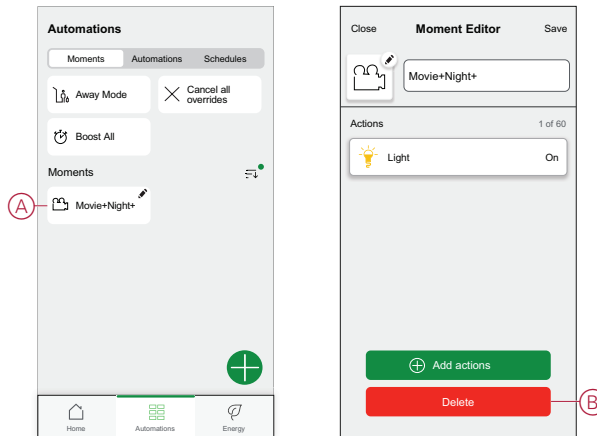 Automations
Moments Automations Schedules
Away Mode
Cancel all
overrides
Boost All
Moments
A
Movie+Night+
Home Automations Energy
Close Moment Editor Save
Movie+Night+
Actions 1 of 60
Light On
Add actions
Delete
B